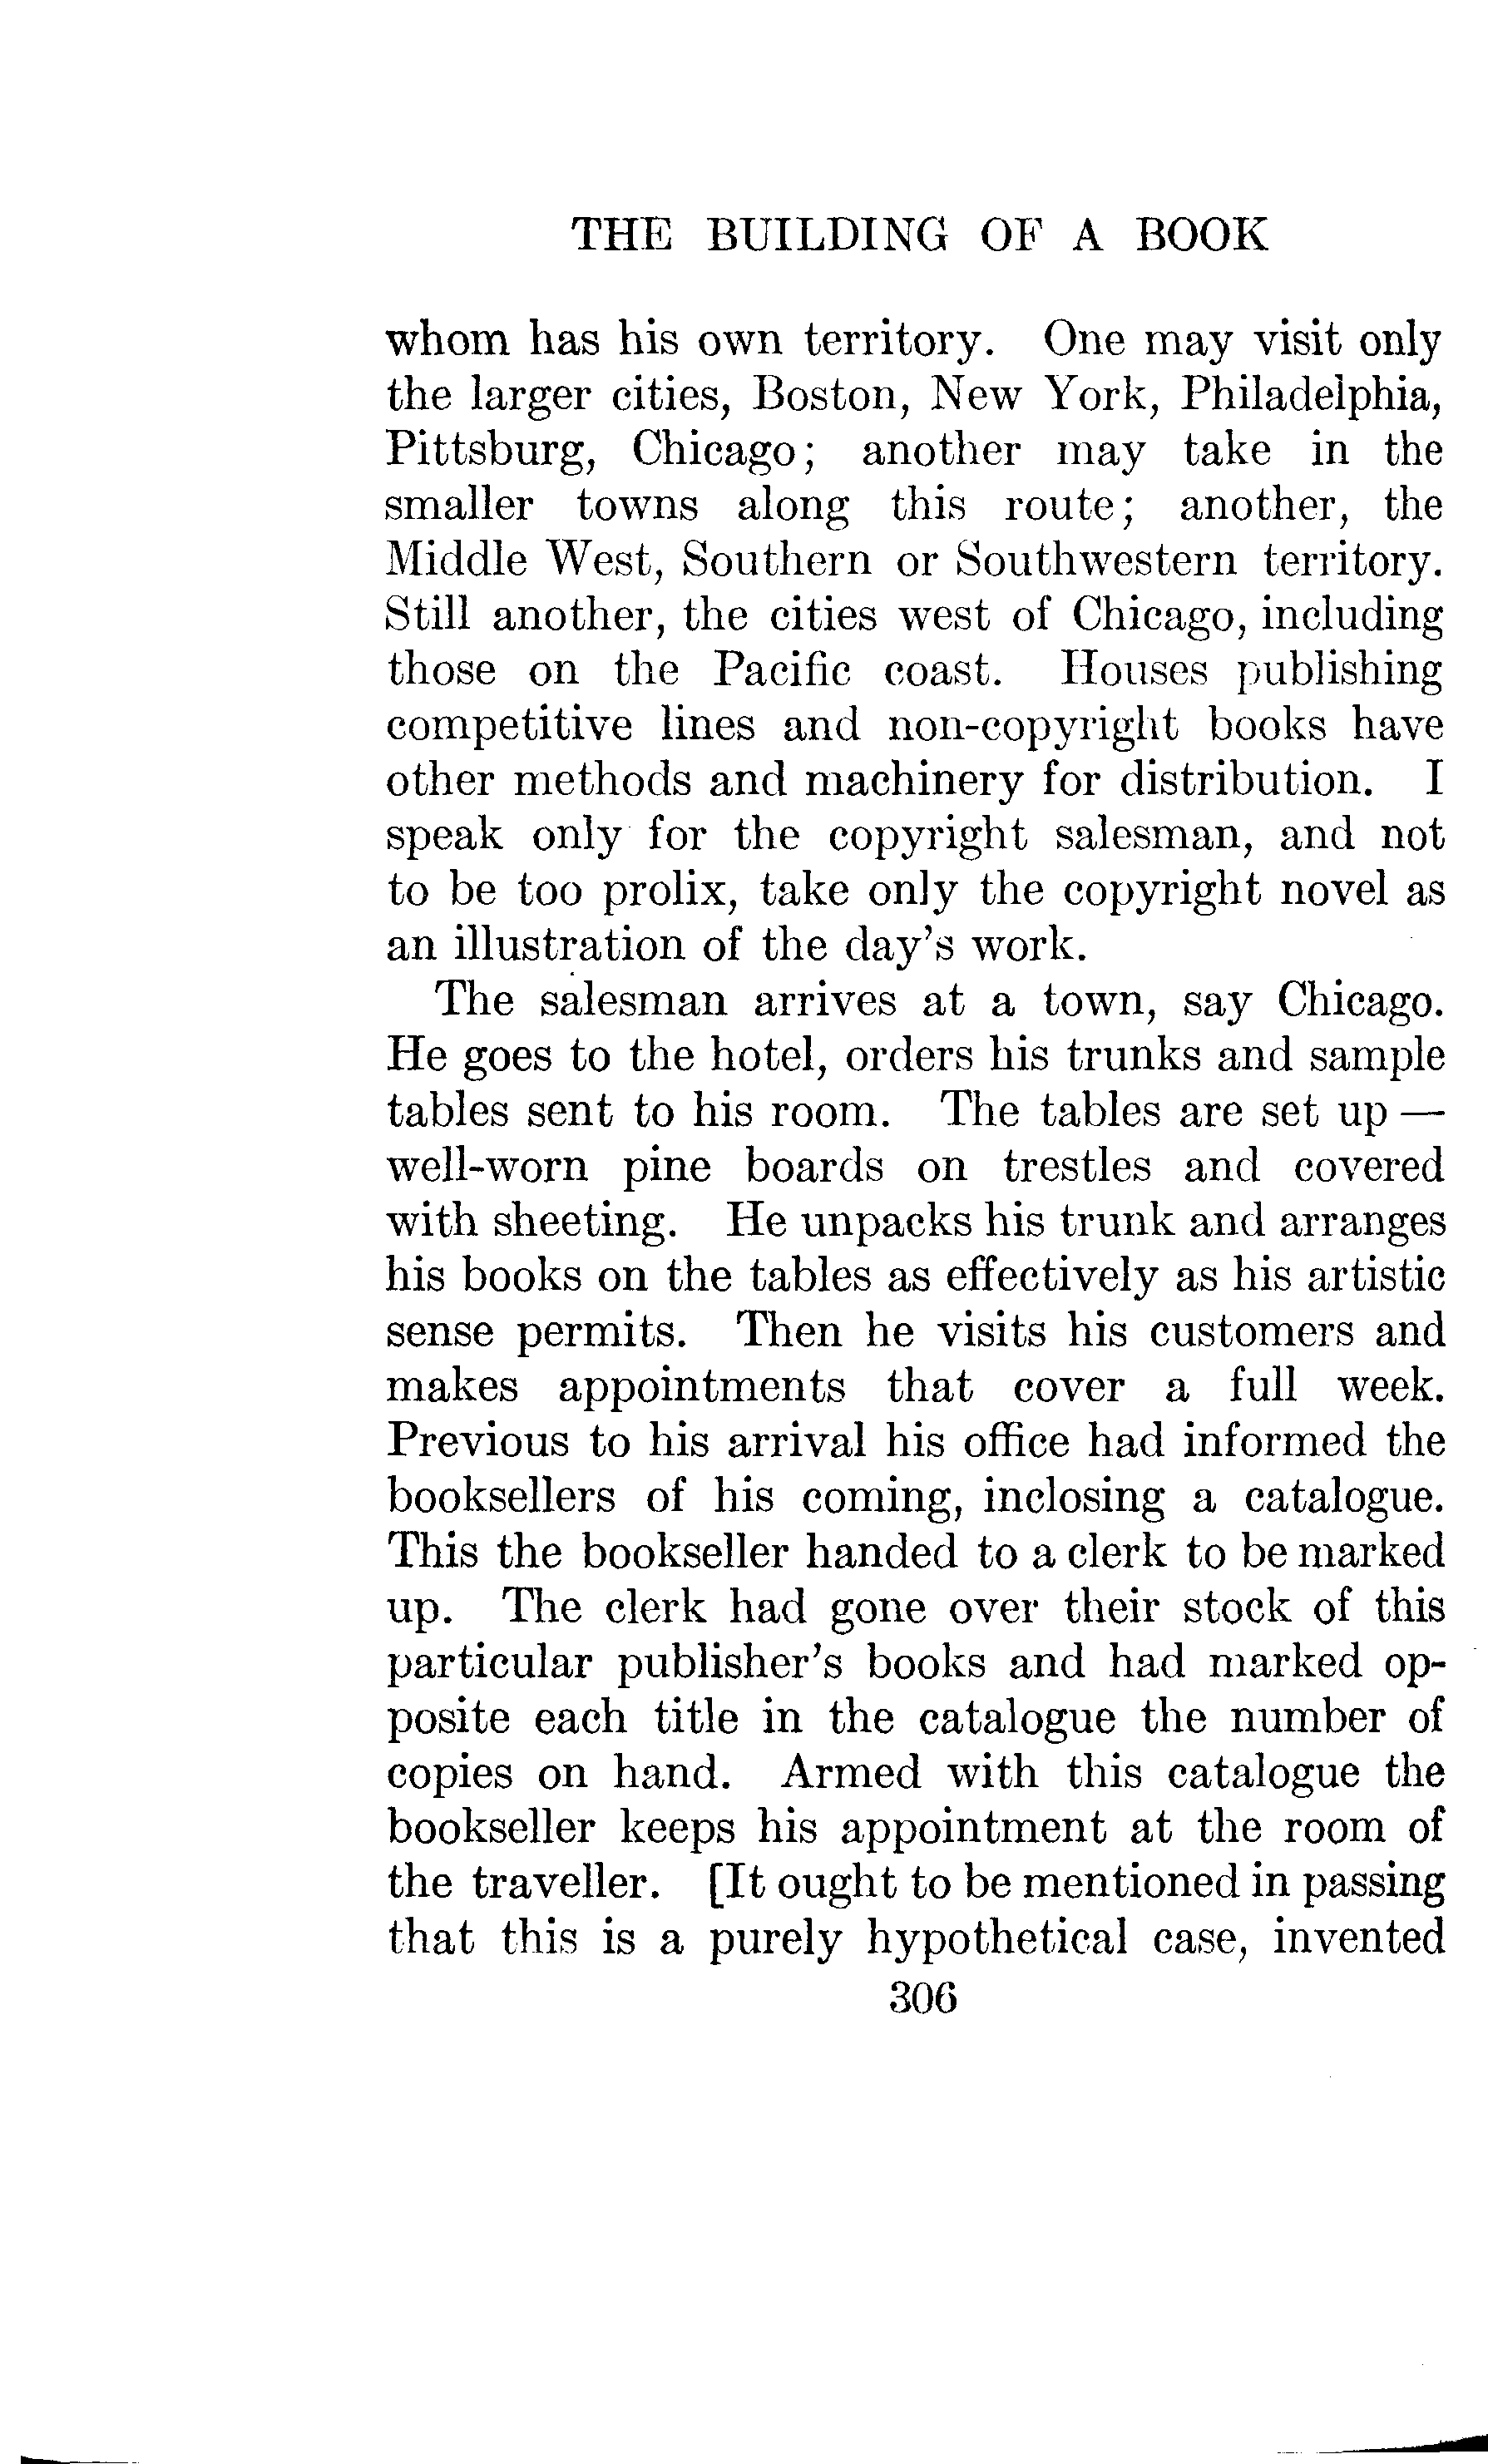 THE BUILDING OF A BOOK
whom has his own territory. One may visit only
the larger cities, Boston, New York, Philadelphia,
Pittsburg, Chicago; another may take in the
smaller towns along this route; another, the
Middle West, Southern or Southwestern territory.
Still another, the cities west of Chicago, including
those on the Pacific coast. Houses publishing
competitive lines and non-copyright books have
other methods and machinery for distribution. I
speak only for the copyright salesman, and not
to be too prolix, take only the copyright novel as
an illustration of the day's work.
The salesman arrives at a town, say Chicago.
He goes to the hotel, orders his trunks and sample
tables sent to his room. The tables are set up —
well-worn pine boards on trestles and covered
with sheeting. He unpacks his trunk and arranges
his books on the tables as effectively as his artistic
sense permits. Then he visits his customers and
makes appointments that cover a full week.
Previous to his arrival his office had informed the
booksellers of his coming, inclosing a catalogue.
This the bookseller handed to a clerk to be marked
up. The clerk had gone over their stock of this
particular publisher's books and had marked op-
posite each title in the catalogue the number of
copies on hand. Armed with this catalogue the
bookseller keeps his appointment at the room of
the traveller. [It ought to be mentioned in passing
that this is a purely hypothetical case, invented
306